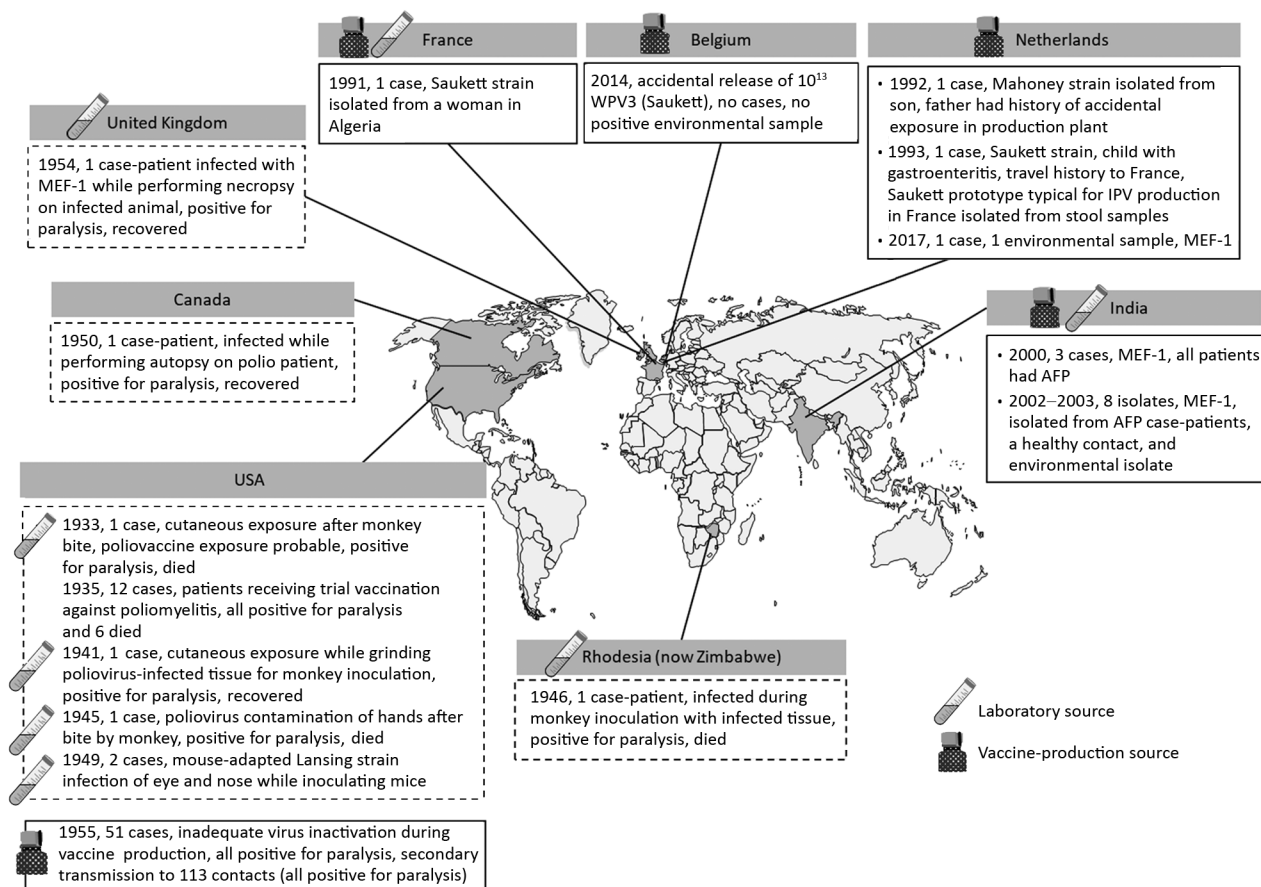 France
1991, 1 case, Saukett strain
isolated from a woman in
Algeria
Belgium
2014, accidental release of 10¹³
WPV3 (Saukett), no cases, no
positive environmental sample
Netherlands
• 1992, 1 case, Mahoney strain isolated from
son, father had history of accidental
exposure in production plant
• 1993, 1 case, Saukett strain, child with
gastroenteritis, travel history to France,
Saukett prototype typical for IPV production
in France isolated from stool samples
• 2017, 1 case, 1 environmental sample, MEF-1
United Kingdom
1954, 1 case-patient infected with
MEF-1 while performing necropsy
on infected animal, positive for
paralysis, recovered
Canada
1950, 1 case-patient, infected while
performing autopsy on polio patient,
positive for paralysis, recovered
India
• 2000, 3 cases, MEF-1, all patients
had AFP
• 2002–2003, 8 isolates, MEF-1,
isolated from AFP case-patients,
a healthy contact, and
environmental isolate
USA
1933, 1 case, cutaneous exposure after monkey
bite, poliovaccine exposure probable, positive
for paralysis, died
1935, 12 cases, patients receiving trial vaccination
against poliomyelitis, all positive for paralysis
and 6 died
1941, 1 case, cutaneous exposure while grinding
poliovirus-infected tissue for monkey inoculation,
positive for paralysis, recovered
1945, 1 case, poliovirus contamination of hands after
bite by monkey, positive for paralysis, died
1949, 2 cases, mouse-adapted Lansing strain
infection of eye and nose while inoculating mice
1955, 51 cases, inadequate virus inactivation during
vaccine production, all positive for paralysis, secondary
transmission to 113 contacts (all positive for paralysis)
Rhodesia (now Zimbabwe)
1946, 1 case-patient, infected during
monkey inoculation with infected tissue,
positive for paralysis, died
Laboratory source
Vaccine-production source